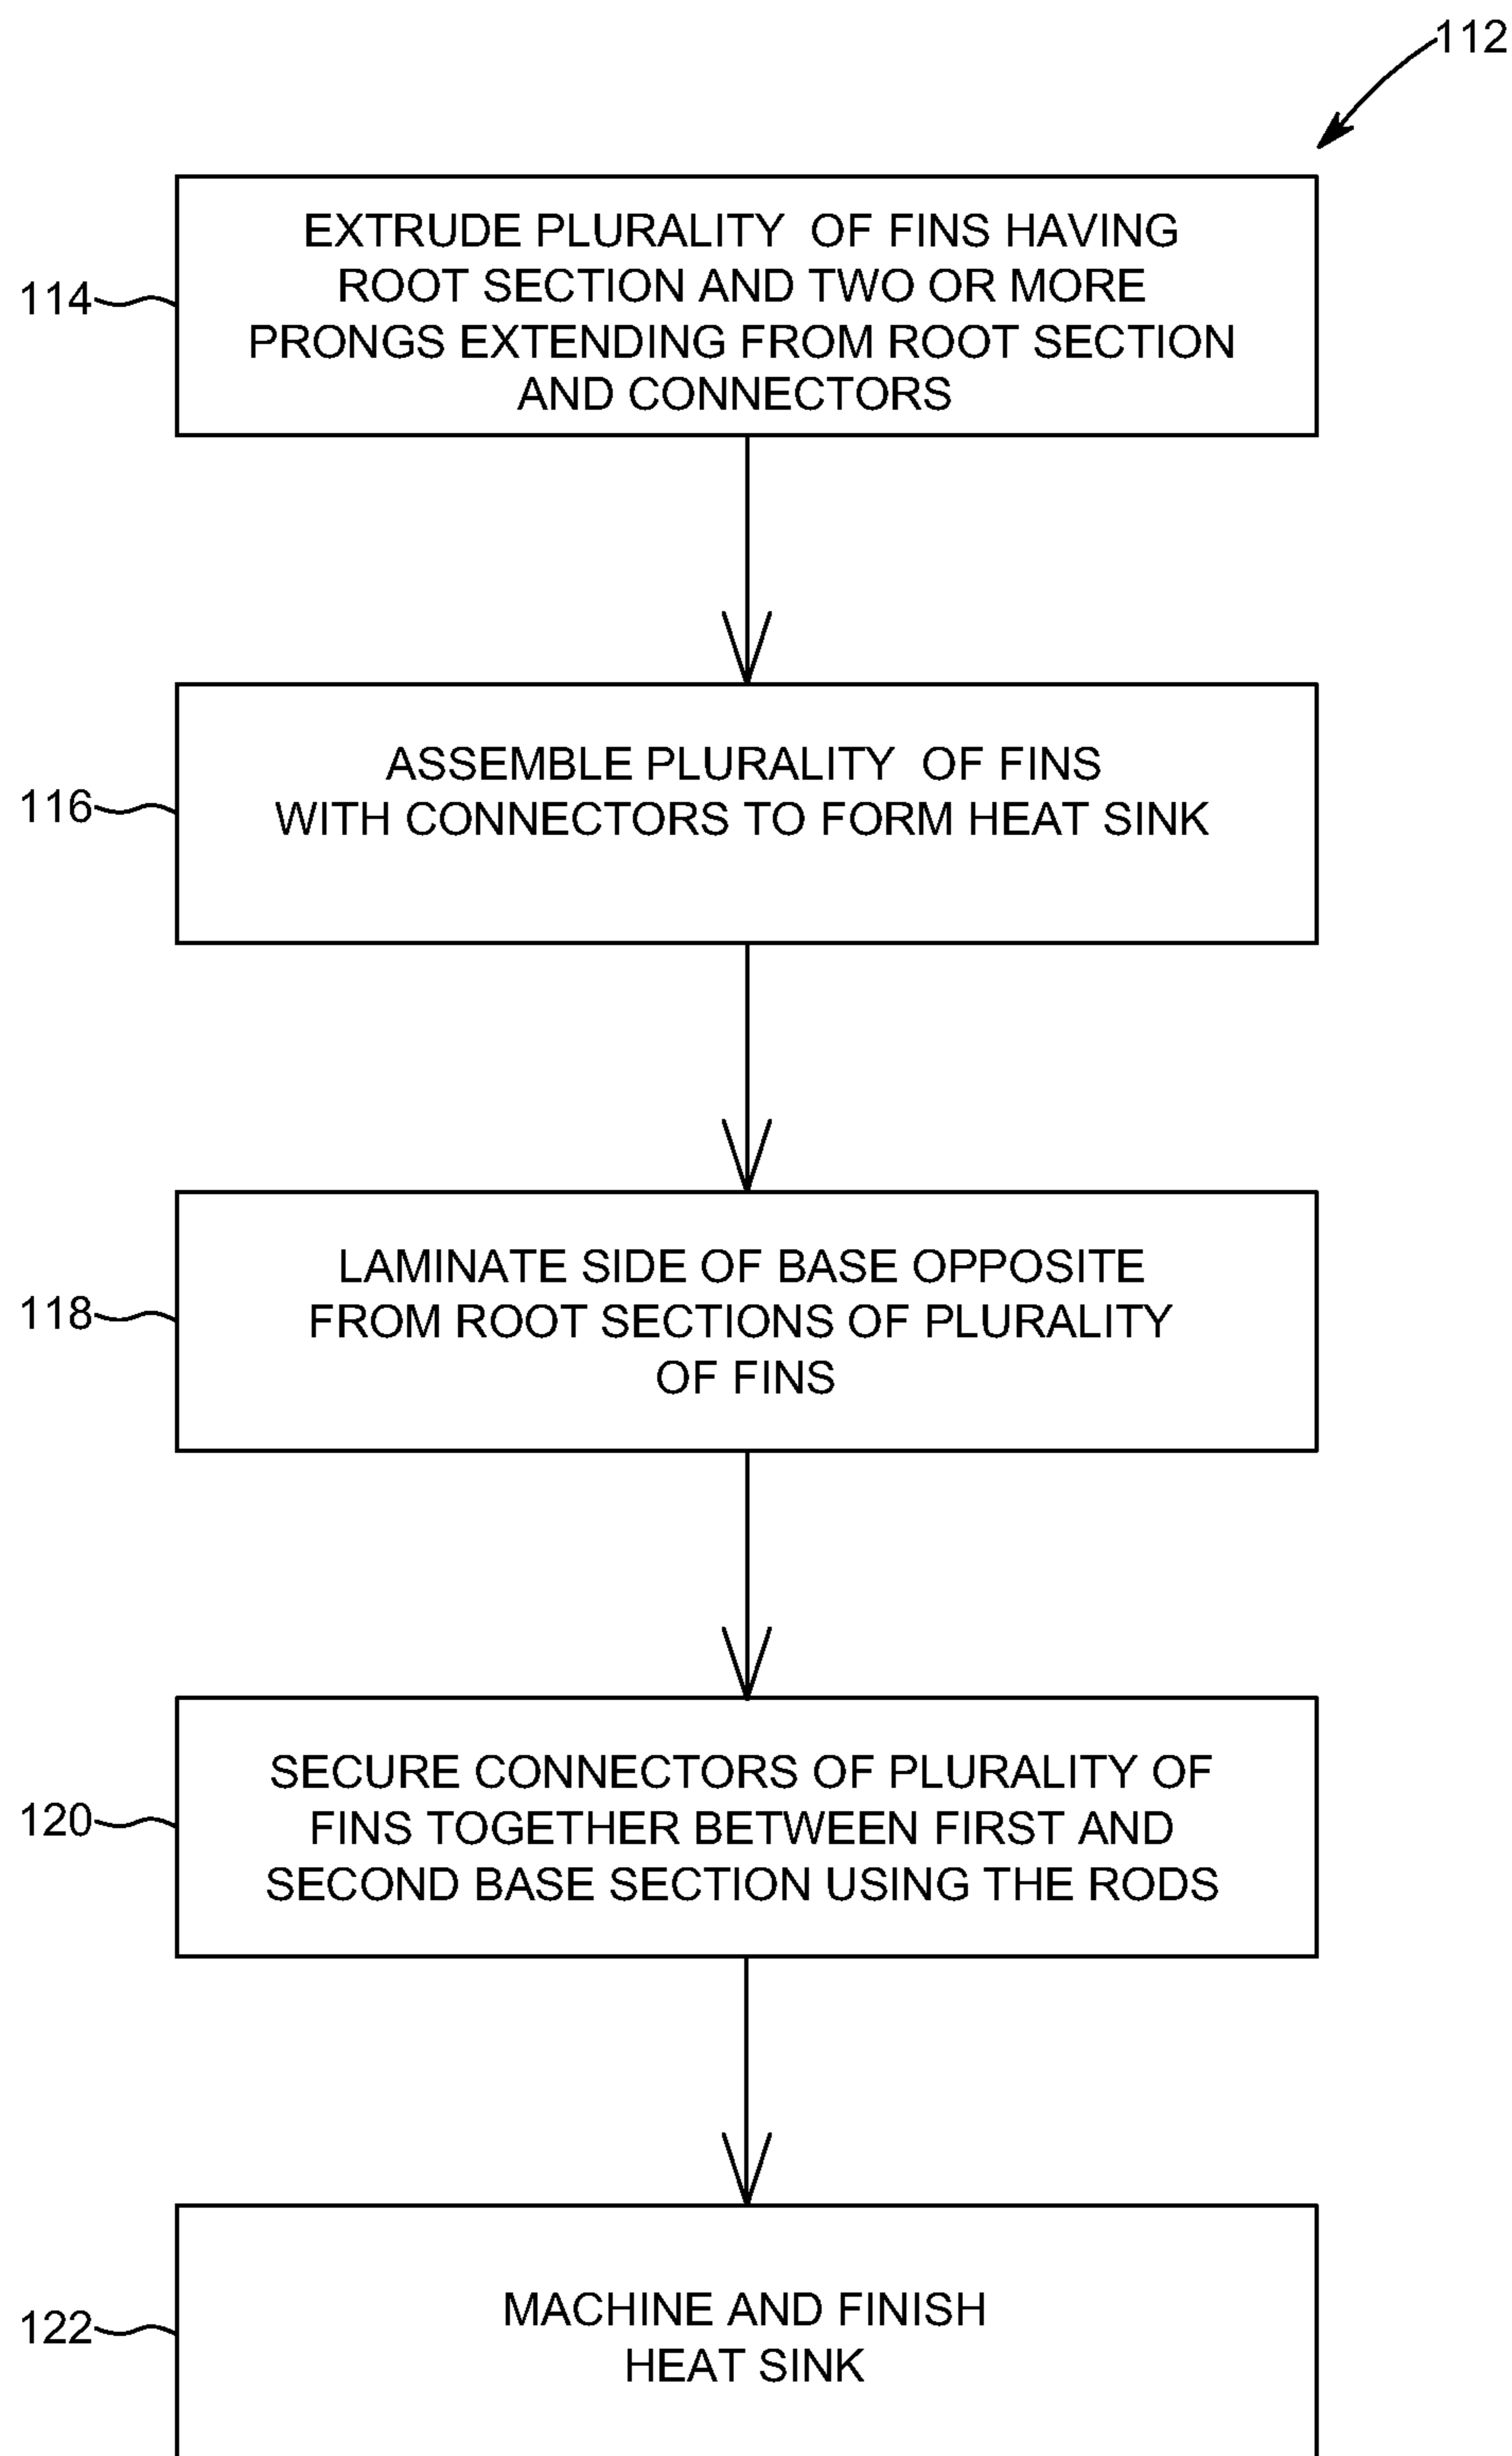 112
114
EXTRUDE PLURALITY OF FINS HAVING
ROOT SECTION AND TWO OR MORE
PRONGS EXTENDING FROM ROOT SECTION
AND CONNECTORS
116
ASSEMBLE PLURALITY OF FINS
WITH CONNECTORS TO FORM HEAT SINK
118
LAMINATE SIDE OF BASE OPPOSITE
FROM ROOT SECTIONS OF PLURALITY
OF FINS
120
SECURE CONNECTORS OF PLURALITY OF
FINS TOGETHER BETWEEN FIRST AND
SECOND BASE SECTION USING THE RODS
122
MACHINE AND FINISH
HEAT SINK